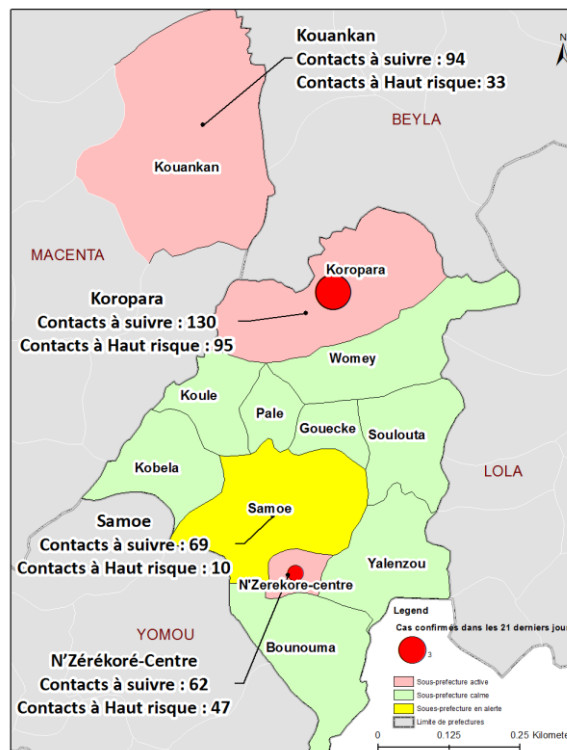 Kouankan
Contacts à suivre : 94
Contacts à Haut risque: 33
N
BEYLA
Kouankan
MACENTA
Koropara
Koropara
Contacts à suivre : 130
Contacts à Haut risque : 95
Womey
Koule
Pale
Gouecke
Soulouta
Kobela
LOLA
Samoe
Samoe
Contacts à suivre : 69
Contacts à Haut risque : 10
Yalenzou
N'Zerekore-centre
Legend
Cas confirmés dans les 21 derniers jour
3
YOMOU
Bounouma
N'Zérékoré-Centre
Contacts à suivre : 62
Contacts à Haut risque : 47
Sous-prefecture active
Sous-prefecture calme
Soues-prefecture en alerte
Limite de prefectures
0 0.125 0.25 Kilomete